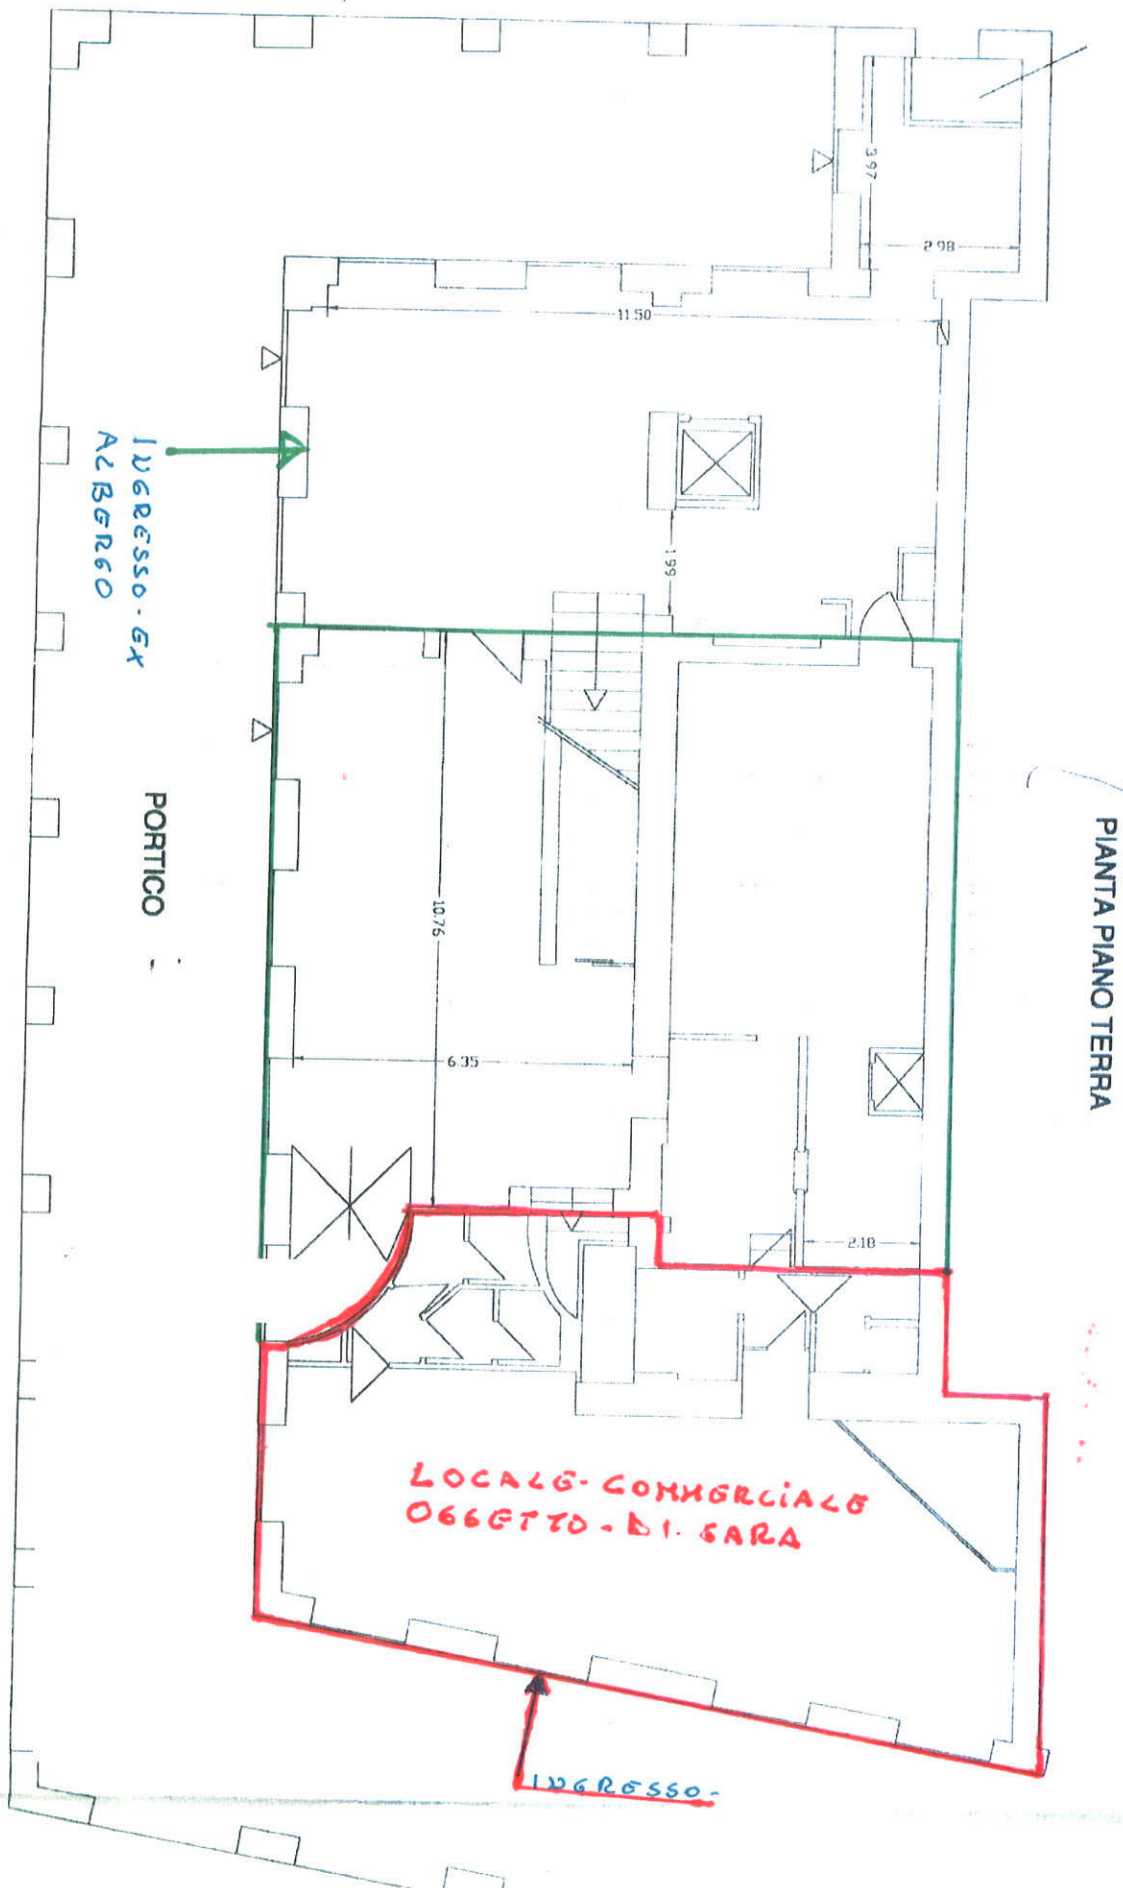 PIANTA PIANO TERRA
3.97
2.98
11.50
1.99
INGRESSO-EX
ALBERGO
PORTICO
10.76
6.35
2.18
LOCALE-COMMERCIALE
OGGETTO-DI.GARA
INGRESSO-